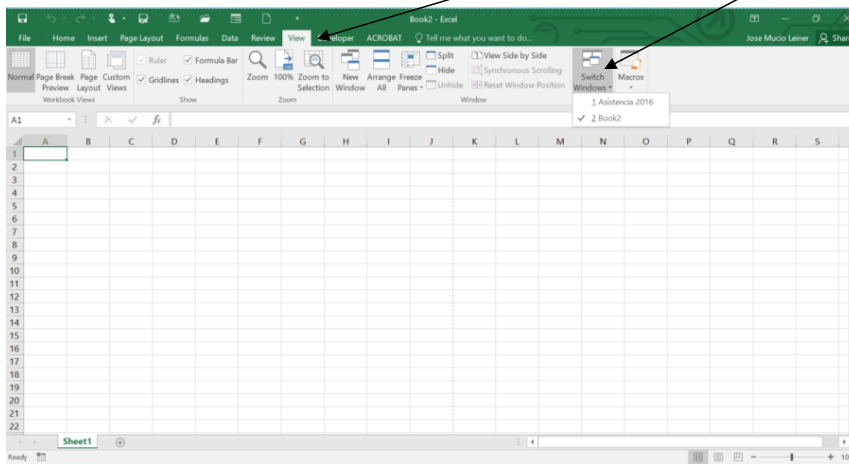 Book2 - Excel
File Home Insert Page Layout Formulas Data Review View Developer ACROBAT Tell me what you want to do... Jose Mucio Leiner Share
Normal Page Break Preview Page Layout Custom Views
Ruler Formula Bar
Gridlines Headings
Zoom 100% Zoom to Selection
New Window Arrange All Freeze Panes
Split
Hide
Unhide
View Side by Side
Synchronous Scrolling
Reset Window Position
Switch Windows Macros
Workbook Views Show Zoom Window
1 Asistencia 2016
2 Book2
A1 fx
A B C D E F G H I J K L M N O P Q R S
1
2
3
4
5
6
7
8
9
10
11
12
13
14
15
16
17
18
19
20
21
22
Sheet1
Ready 10